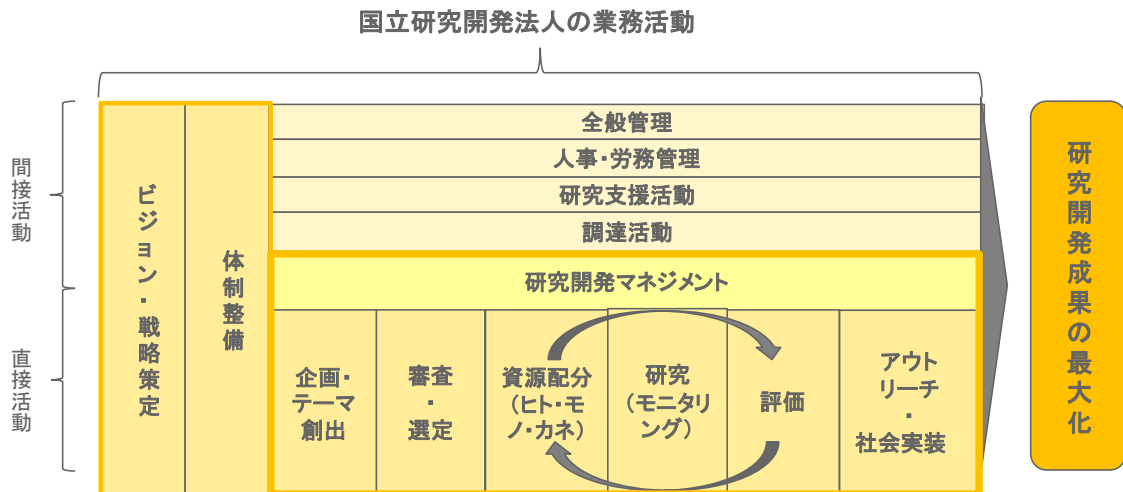 国立研究開発法人の業務活動
間接活動
直接活動
ビジョン・戦略策定
体制整備
全般管理
人事・労務管理
研究支援活動
調達活動
研究開発マネジメント
企画・
テーマ
創出
審査
・
選定
資源配分
（ヒト・モ
ノ・カネ）
研究
（モニタリ
ング）
評価
アウト
リーチ
・
社会実装
研究開発成果の最大化